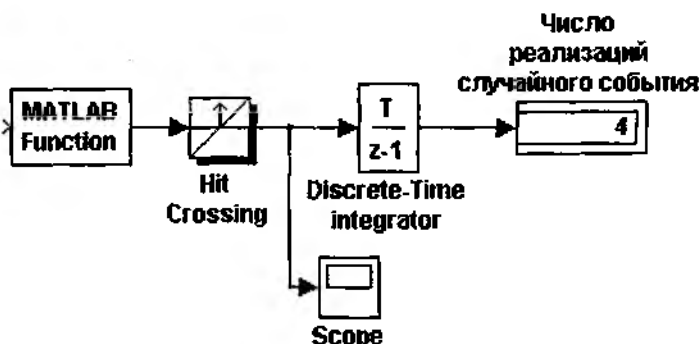 Число
реализаций
случайного события
MATLAB
Function
T
z-1
4
Hit
Crossing
Discrete-Time
integrator
Scope